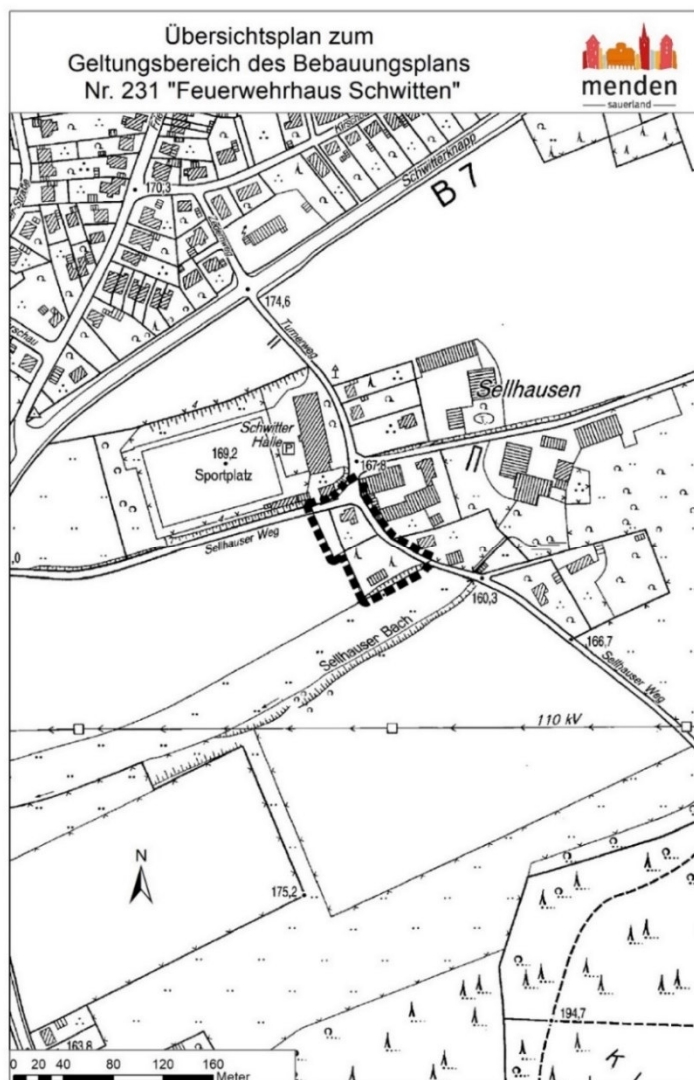 Übersichtsplan zum
Geltungsbereich des Bebauungsplans
Nr. 231 "Feuerwehrhaus Schwitten"
menden
sauerland
170,3
Schwitterknapp
B 7
174,6
Turnerweg
Sellhausen
Schwitter
Halle
P
169,2
Sportplatz
167,8
Sellhauser Weg
160,3
Sellhauser Bach
166,7
Sellhauser Weg
110 kV
N
175,2
194,7
163,8
0 20 40 80 120 160
Meter